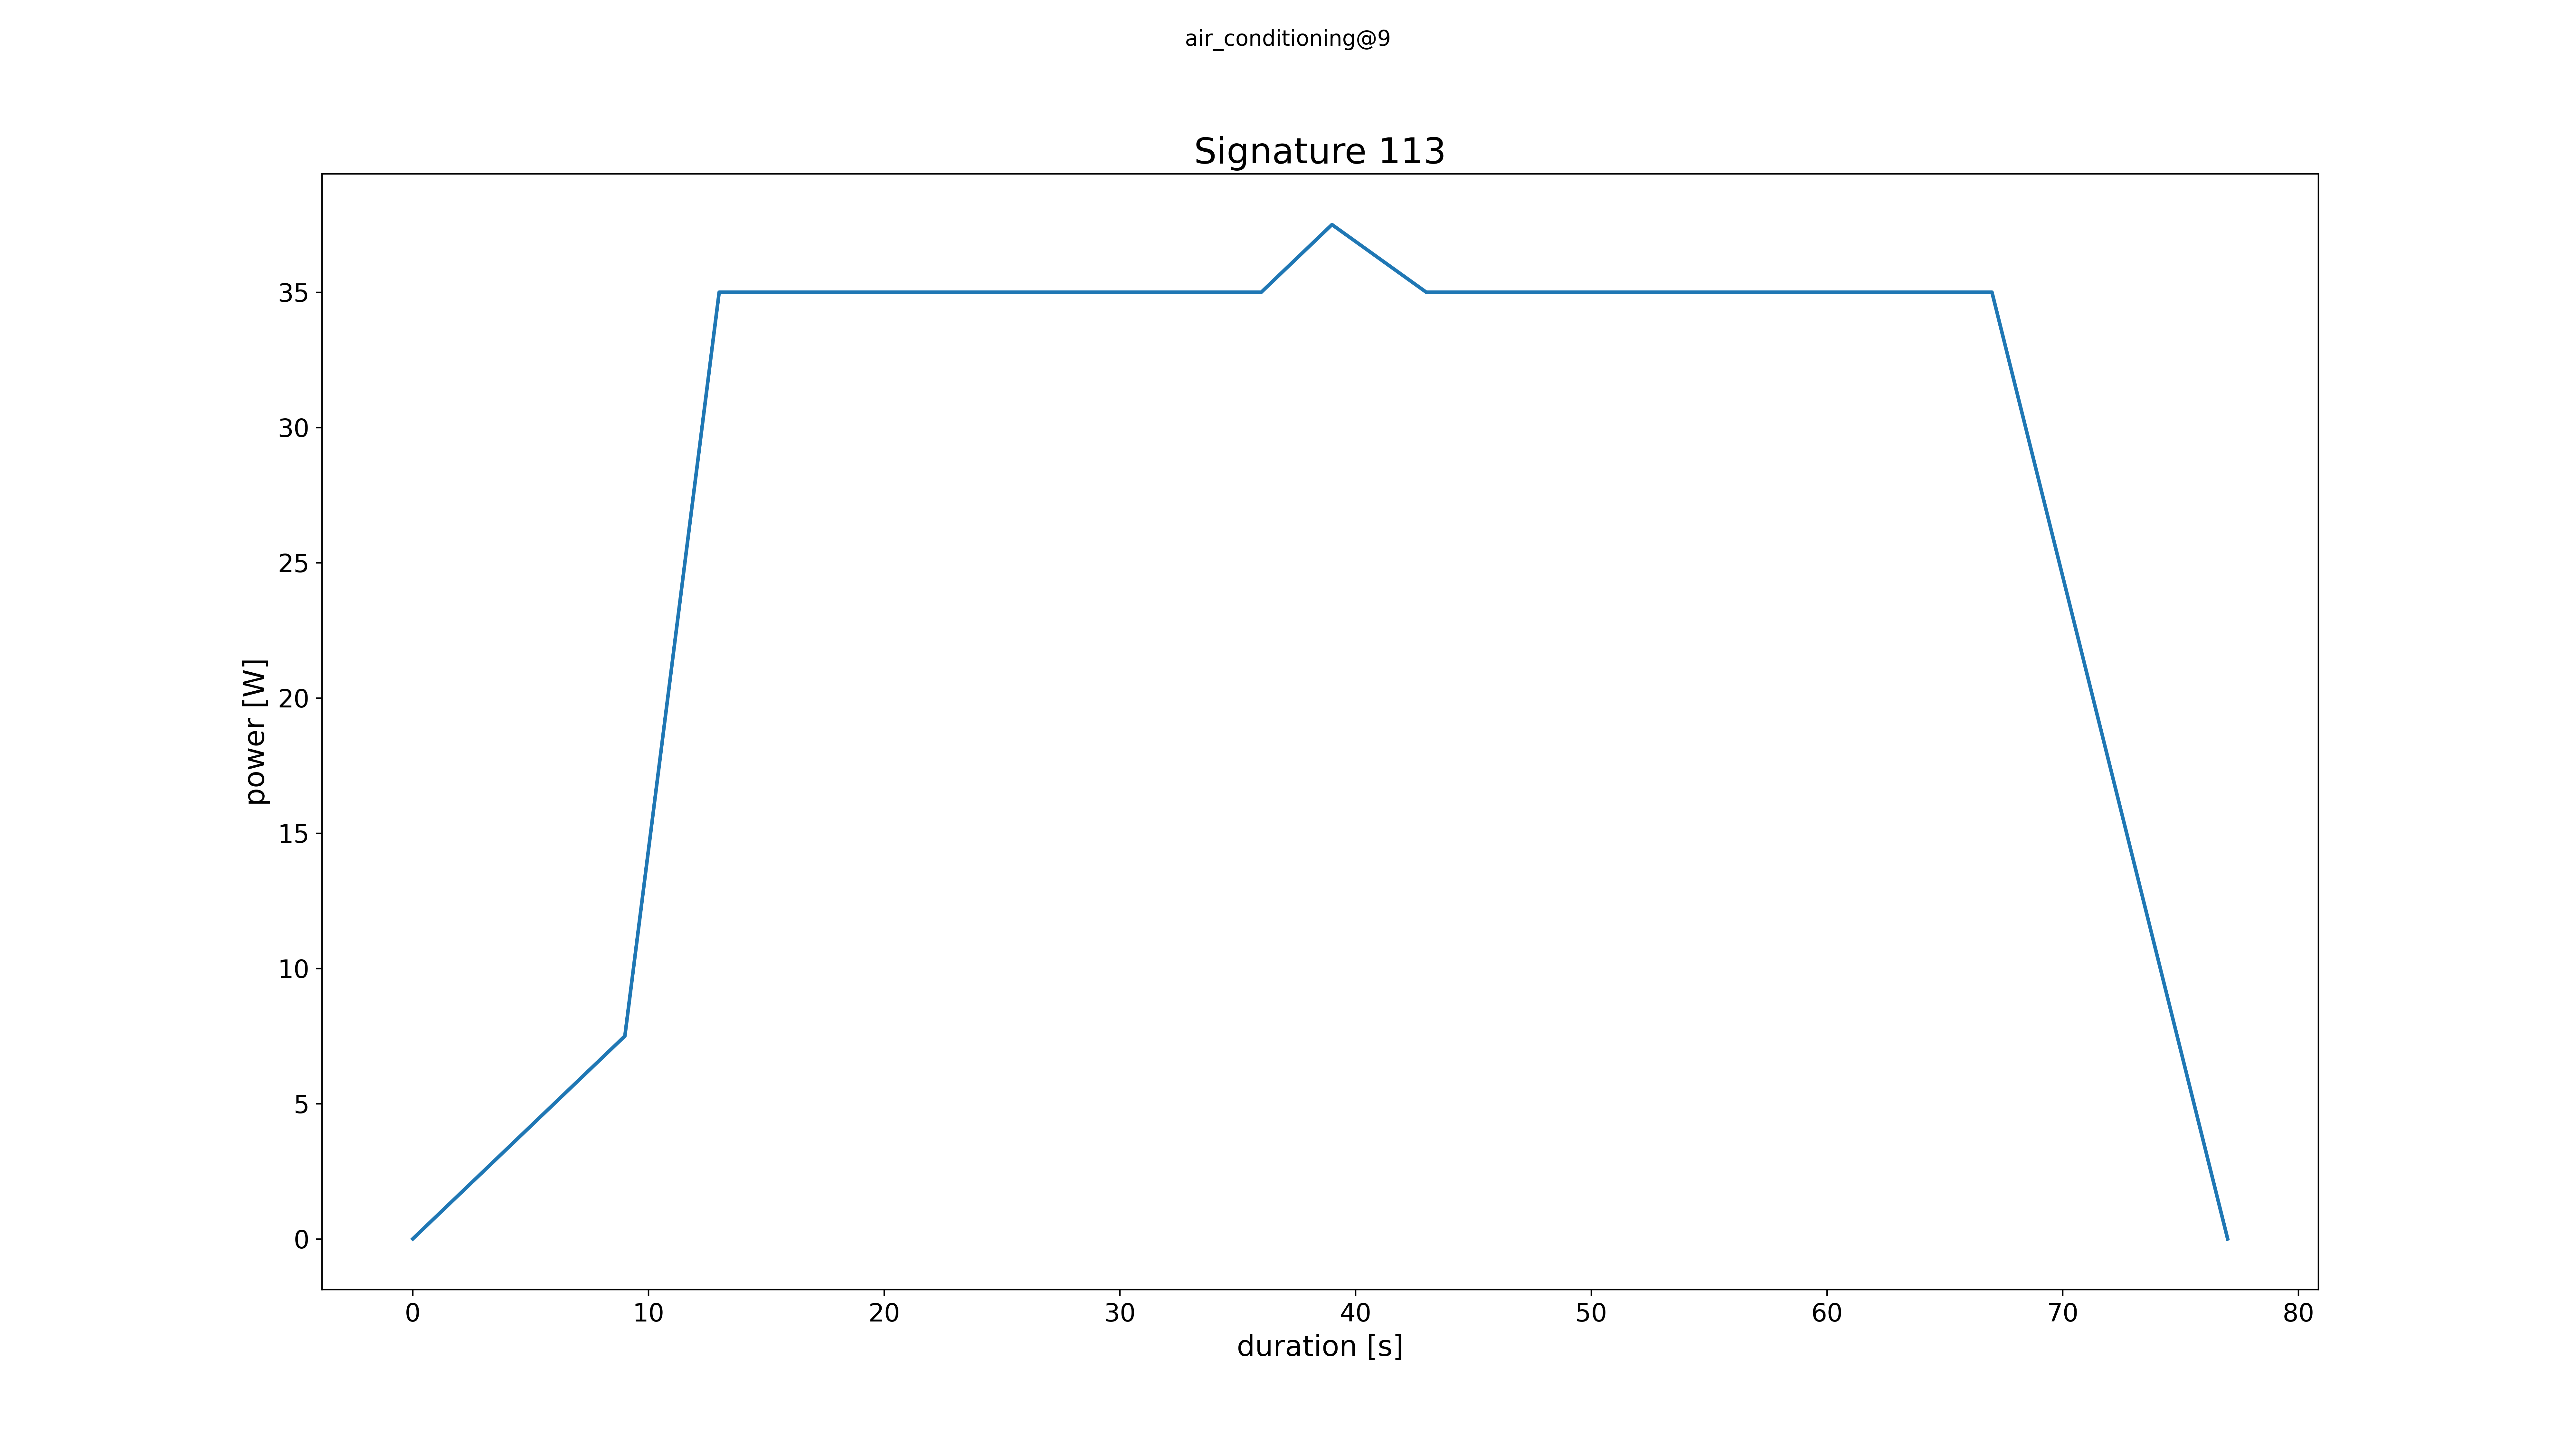 air_conditioning@9
Signature 113
power [W]
35
30
25
20
15
10
5
0
0 10 20 30 40 50 60 70 80
duration [s]